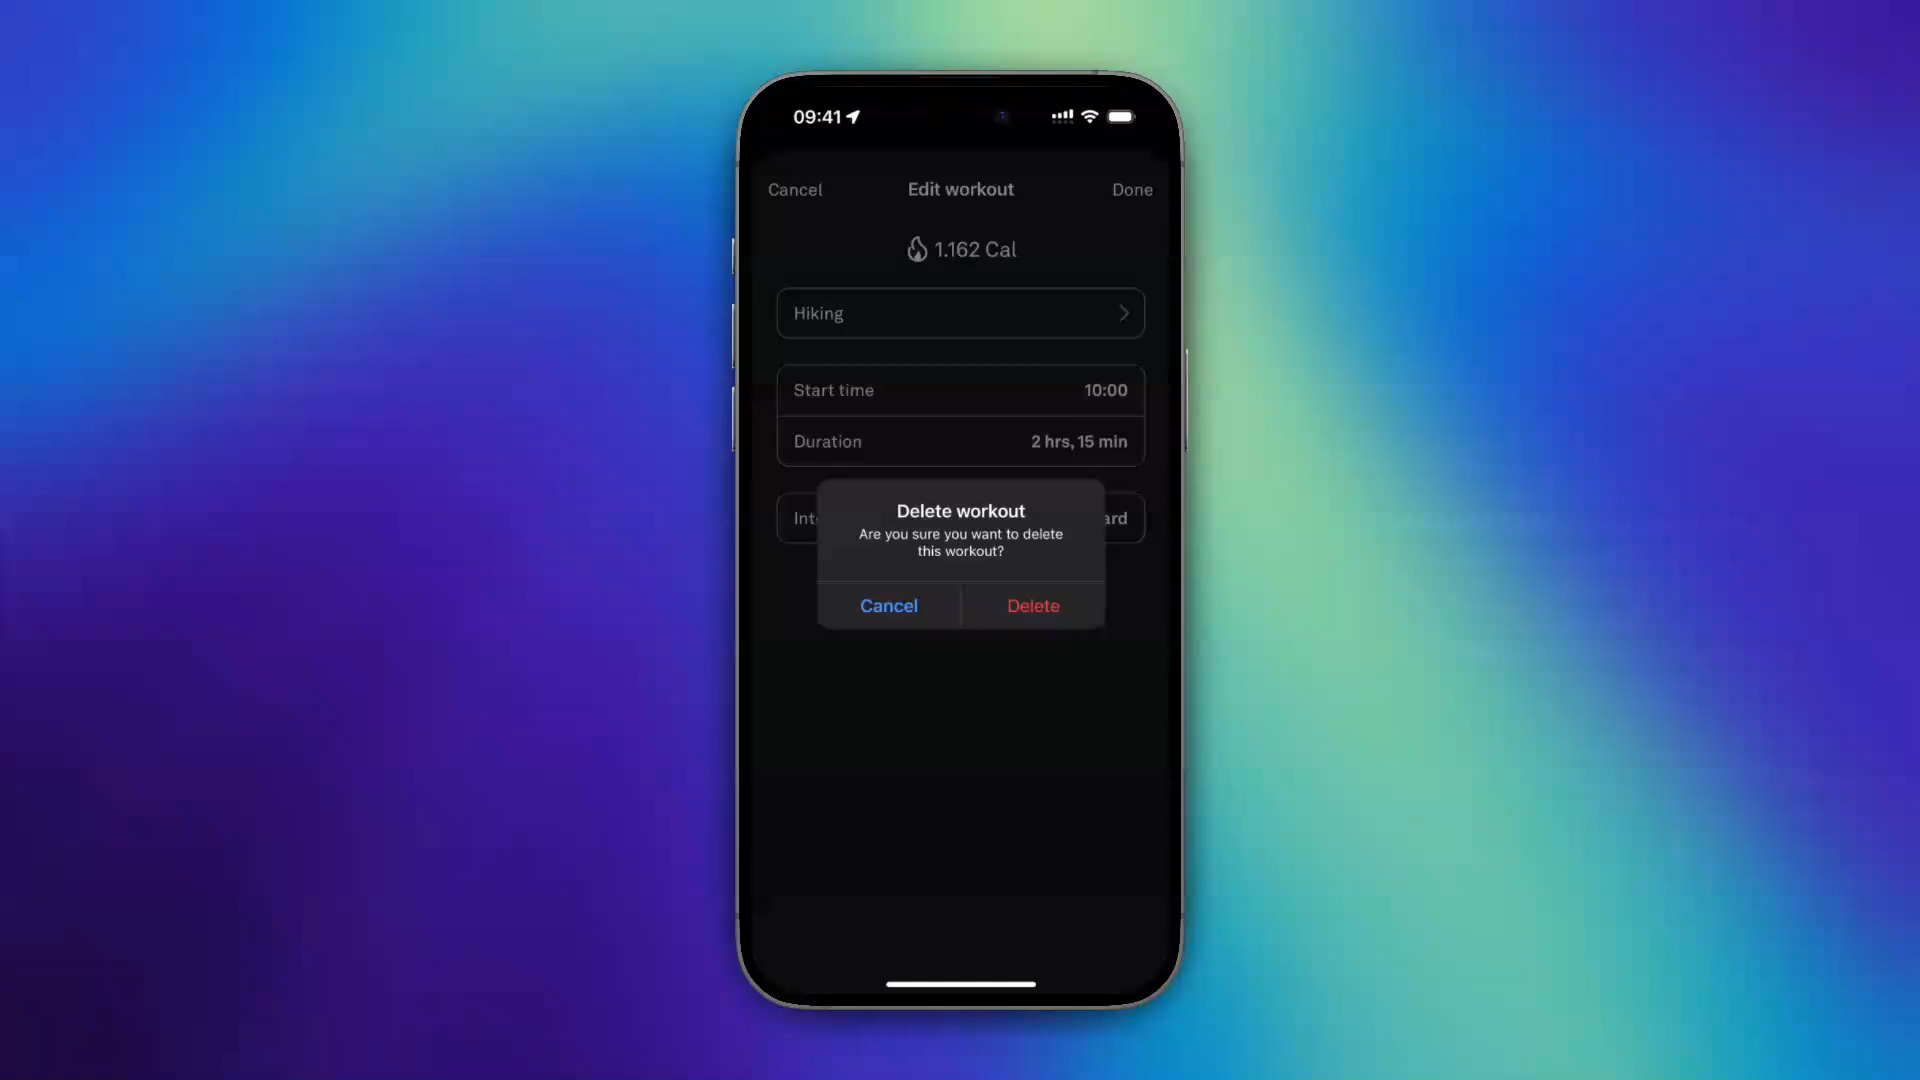 09:41
Cancel Edit workout Done
1.162 Cal
Hiking
Start time 10:00
Duration 2 hrs, 15 min
Delete workout
Are you sure you want to delete
this workout?
Cancel Delete